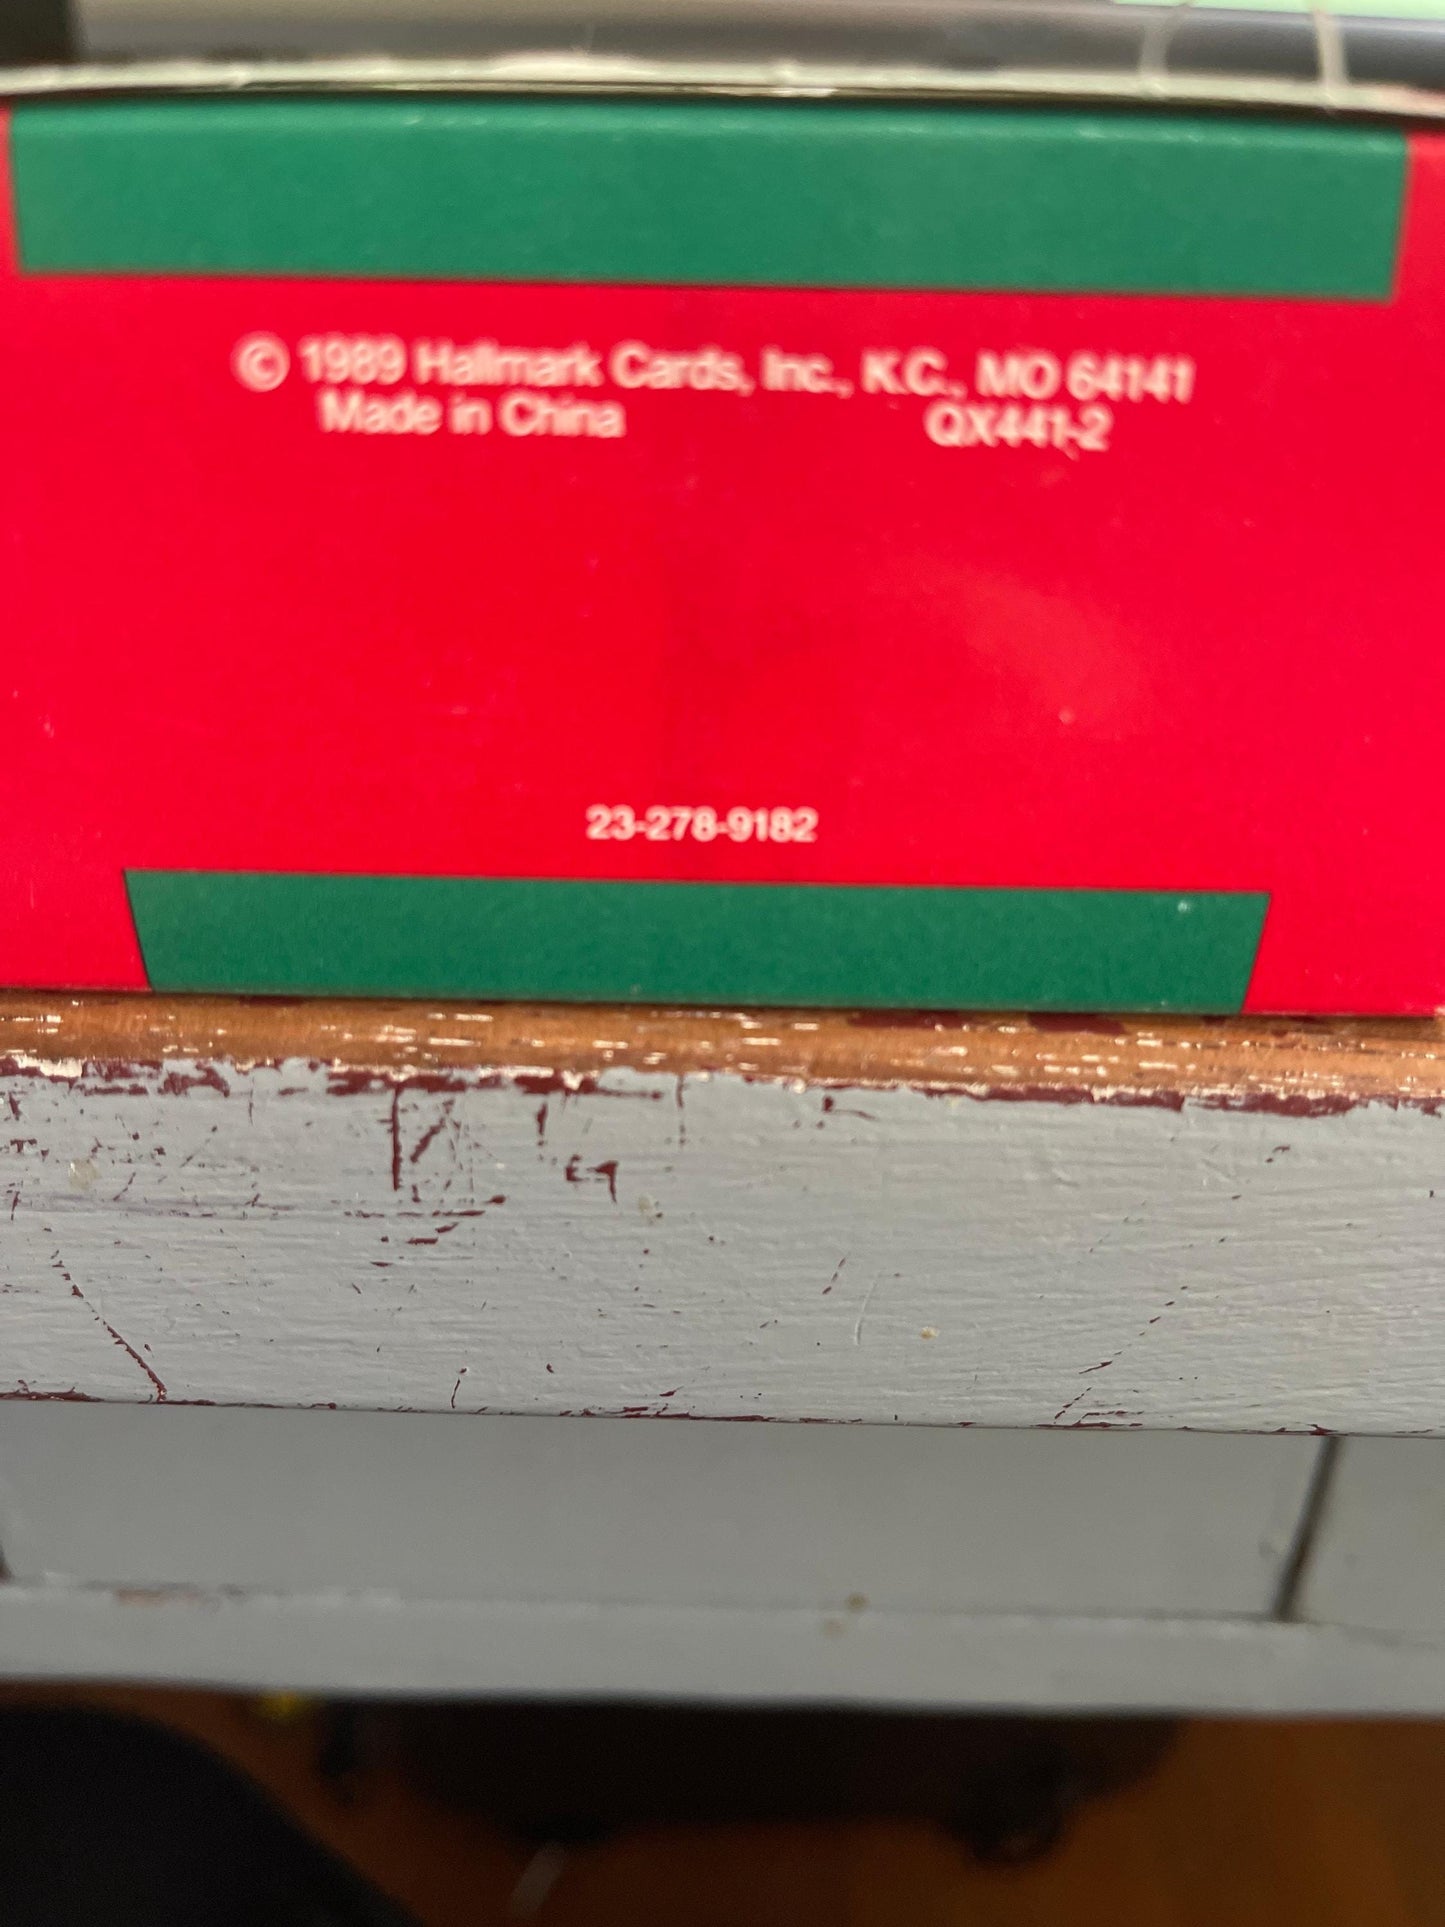 © 1989 Hallmark Cards, Inc., K.C., MO 64141
Made in China QX441-2
23-278-9182